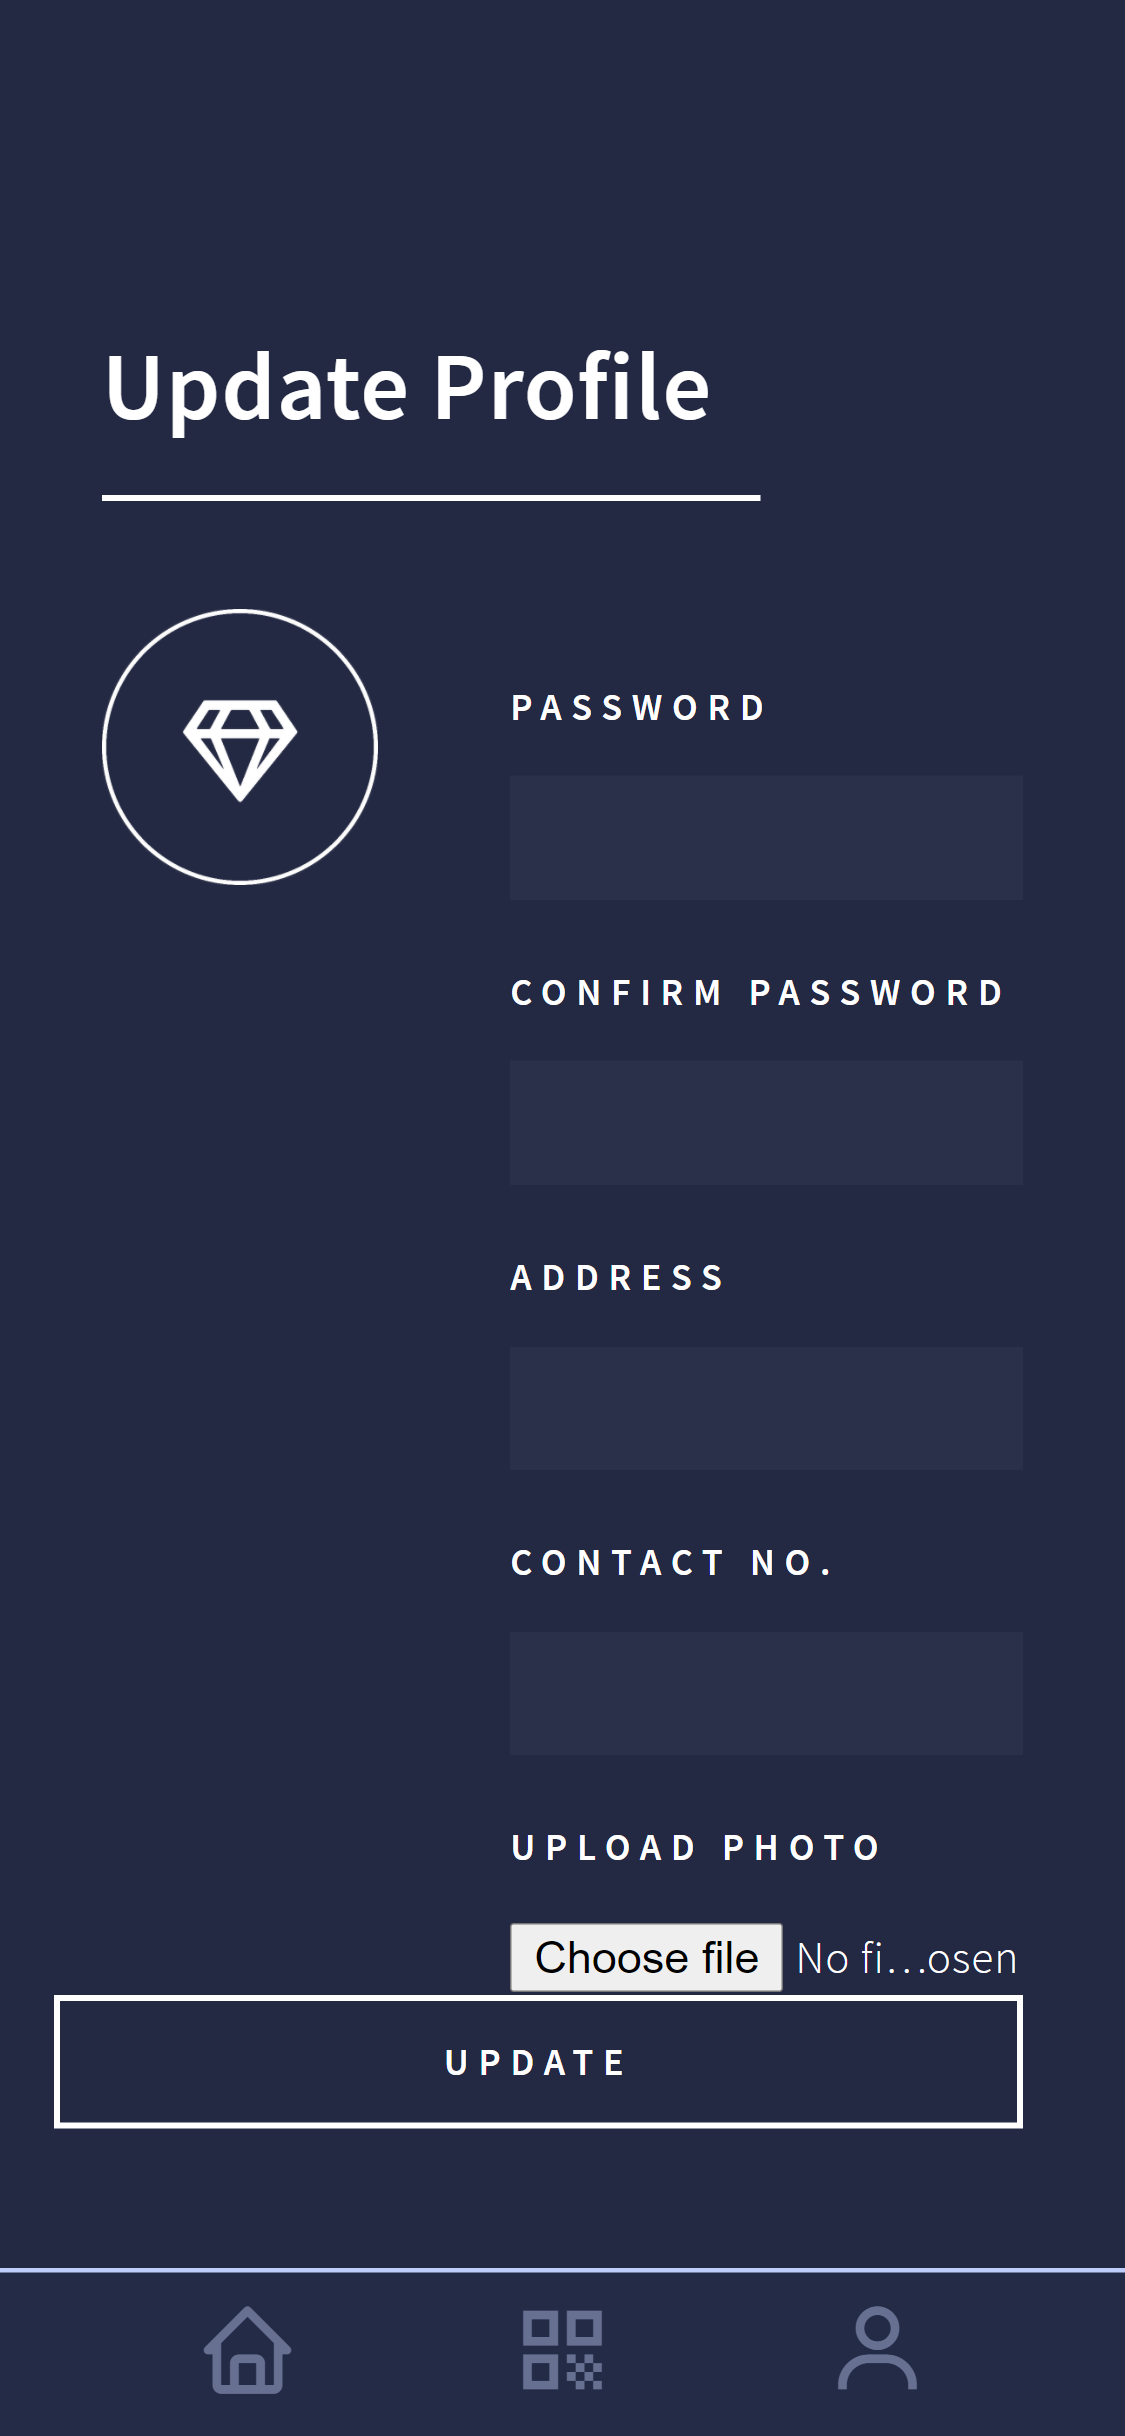 Update Profile
PASSWORD
CONFIRM PASSWORD
ADDRESS
CONTACT NO.
UPLOAD PHOTO
Choose file No fi...osen
UPDATE